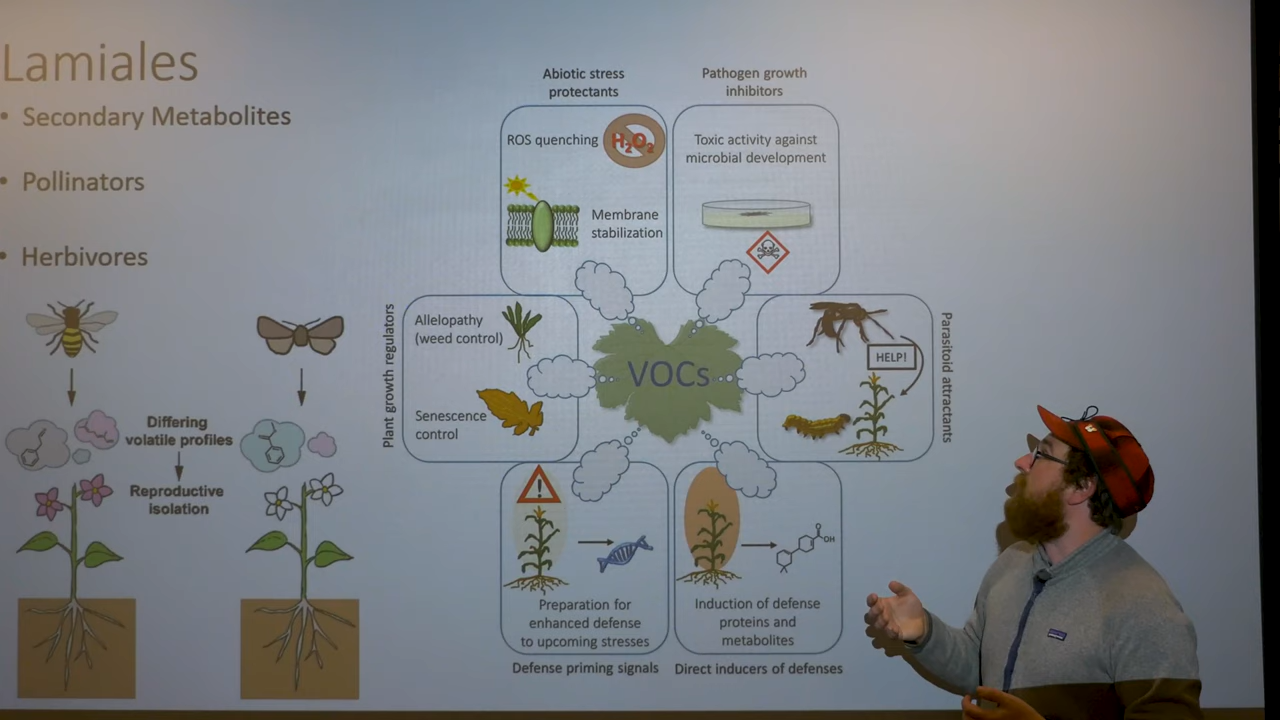 Lamiales
• Secondary Metabolites
• Pollinators
• Herbivores
Differing
volatile profiles
Reproductive
isolation
Abiotic stress
protectants
ROS quenching
H₂O₂
Membrane
stabilization
Pathogen growth
inhibitors
Toxic activity against
microbial development
Plant growth regulators
Allelopathy
(weed control)
Senescence
control
VOCs
HELP!
Parasitoid attractants
Preparation for
enhanced defense
to upcoming stresses
Defense priming signals
OH
Induction of defense
proteins and
metabolites
Direct inducers of defenses